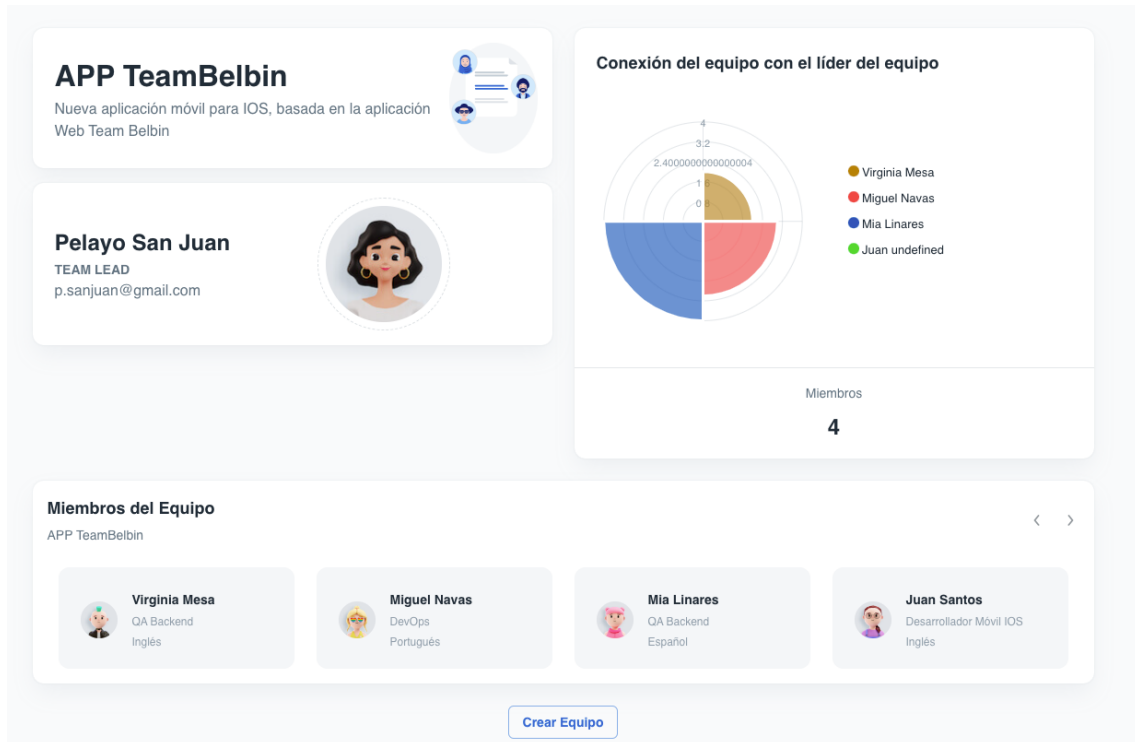 APP TeamBelbin
Nueva aplicación móvil para IOS, basada en la aplicación
Web Team Belbin
Pelayo San Juan
TEAM LEAD
p.sanjuan@gmail.com
Conexión del equipo con el líder del equipo
4
3.2
2.4000000000000004
1.6
0.8
Virginia Mesa
Miguel Navas
Mia Linares
Juan undefined
Miembros
4
Miembros del Equipo
APP TeamBelbin
Virginia Mesa
QA Backend
Inglés
Miguel Navas
DevOps
Portugués
Mia Linares
QA Backend
Español
Juan Santos
Desarrollador Móvil IOS
Inglés
Crear Equipo